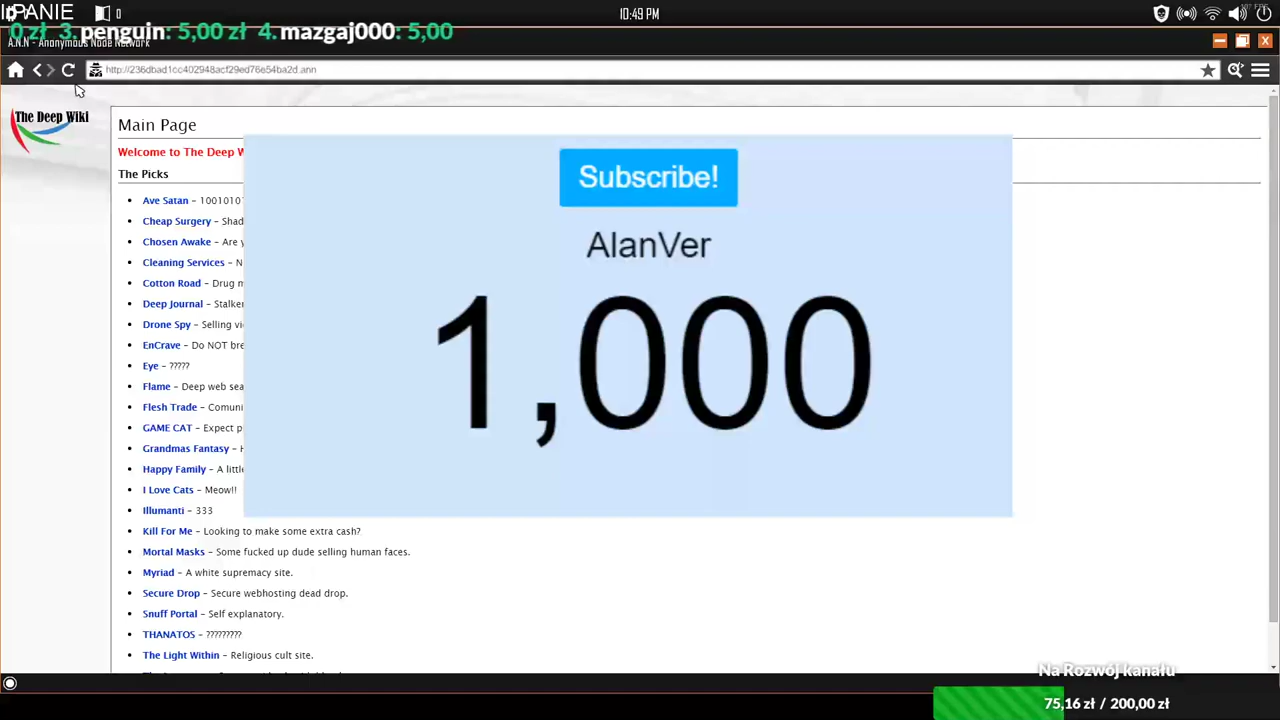 PANIE
0
10:49 PM
0 zł 3. penguin: 5,00 zł 4. mazgaj000: 5,00
A.N.N - Anonymous Node Network
http://236dbad1cc402948acf29ed76e54ba2d.ann
The Deep Wiki
Main Page
Welcome to The Deep W
The Picks
Ave Satan - 1001010
Cheap Surgery - Shad
Chosen Awake - Are y
Cleaning Services - N
Cotton Road - Drug m
Deep Journal - Stalke
Drone Spy - Selling vi
EnCrave - Do NOT bre
Eye - ?????
Flame - Deep web sea
Flesh Trade - Comuni
GAME CAT - Expect p
Grandmas Fantasy - H
Happy Family - A littl
I Love Cats - Meow!!
Illumanti - 333
Kill For Me - Looking to make some extra cash?
Mortal Masks - Some fucked up dude selling human faces.
Myriad - A white supremacy site.
Secure Drop - Secure webhosting dead drop.
Snuff Portal - Self explanatory.
THANATOS - ?????????
The Light Within - Religious cult site.
Subscribe!
AlanVer
1,000
Na Rozwój kanału
75,16 zł / 200,00 zł